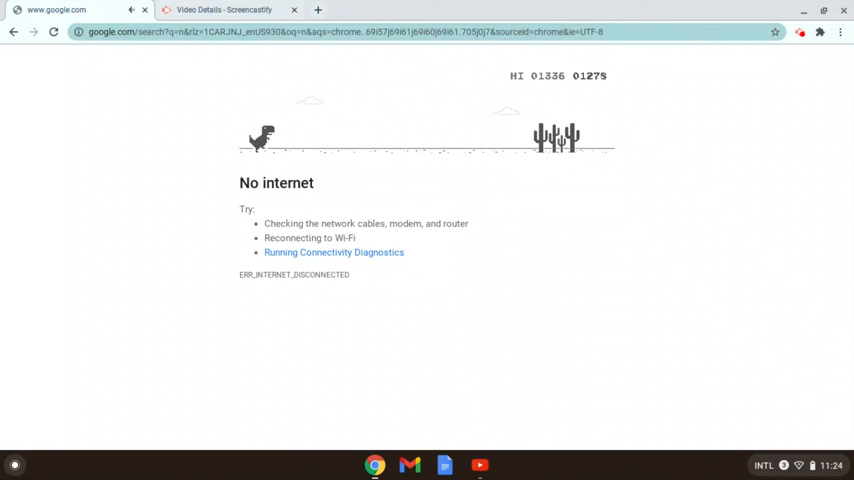 www.google.com
Video Details - Screencastify
google.com/search?q=n&rlz=1CARJNJ_enUS930&oq=n&aqs=chrome..69i57j69i61j69i60j69i61.705j0j7&sourceid=chrome&ie=UTF-8
HI 01336 01278
No internet
Try:
• Checking the network cables, modem, and router
• Reconnecting to Wi-Fi
• Running Connectivity Diagnostics
ERR_INTERNET_DISCONNECTED
INTL 3 11:24